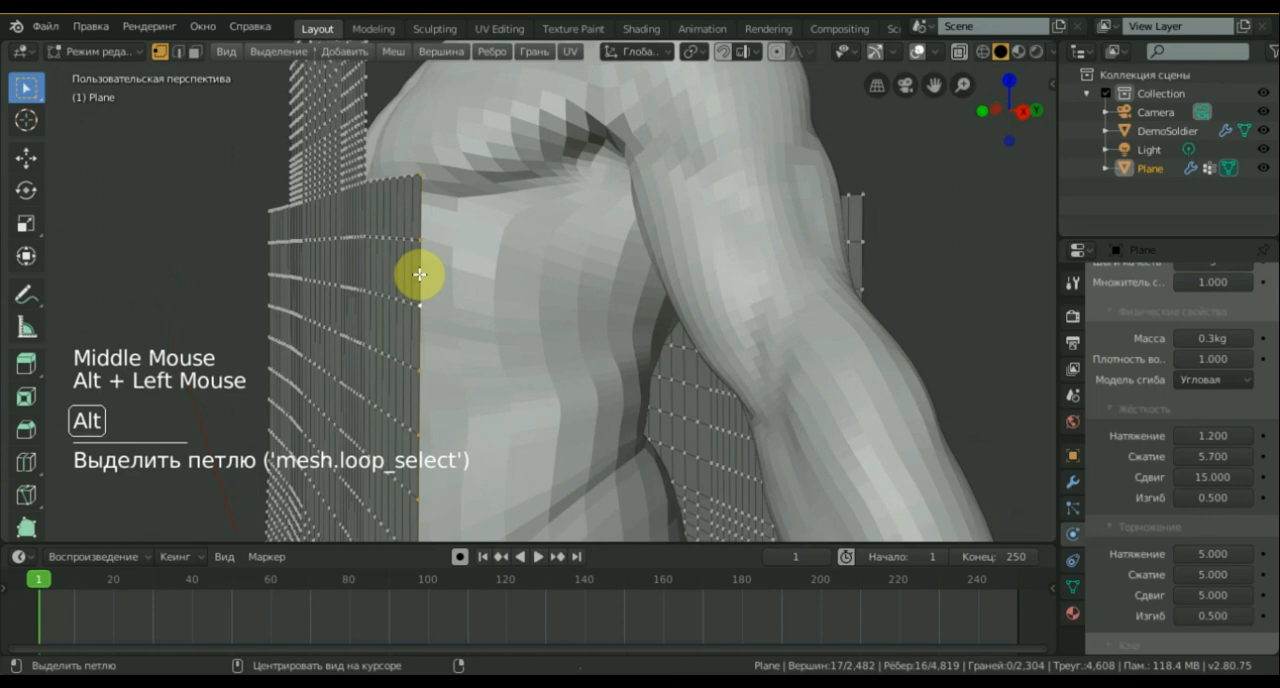 Файл Правка Рендеринг Окно Справка Layout Modeling Sculpting UV Editing Texture Paint Shading Animation Rendering Compositing Sc Scene View Layer
Режим реда.. Вид Выделение Добавить Меш Вершина Ребро Грань UV Глоба..
Пользовательская перспектива
(1) Plane
Коллекция сцены
Collection
Camera
DemoSoldier
Light
Plane
Plane
Множитель с.. 1.000
Физические свойства
Масса 0.3kg
Плотность во.. 1.000
Модель сгиба Угловая
Жёсткость
Натяжение 1.200
Сжатие 5.700
Сдвиг 15.000
Изгиб 0.500
Торможение
Натяжение 5.000
Сжатие 5.000
Сдвиг 5.000
Изгиб 0.500
Кэш
Middle Mouse
Alt + Left Mouse
Alt
Выделить петлю ('mesh.loop_select')
Воспроизведение Кеинг Вид Маркер 1 Начало: 1 Конец: 250
1 20 40 60 80 100 120 140 160 180 200 220 240
Выделить петлю Центрировать вид на курсоре Plane | Вершин:17/2,482 | Рёбер:16/4,819 | Граней:0/2,304 | Треуг.:4,608 | Пам.: 118.4 MB | v2.80.75